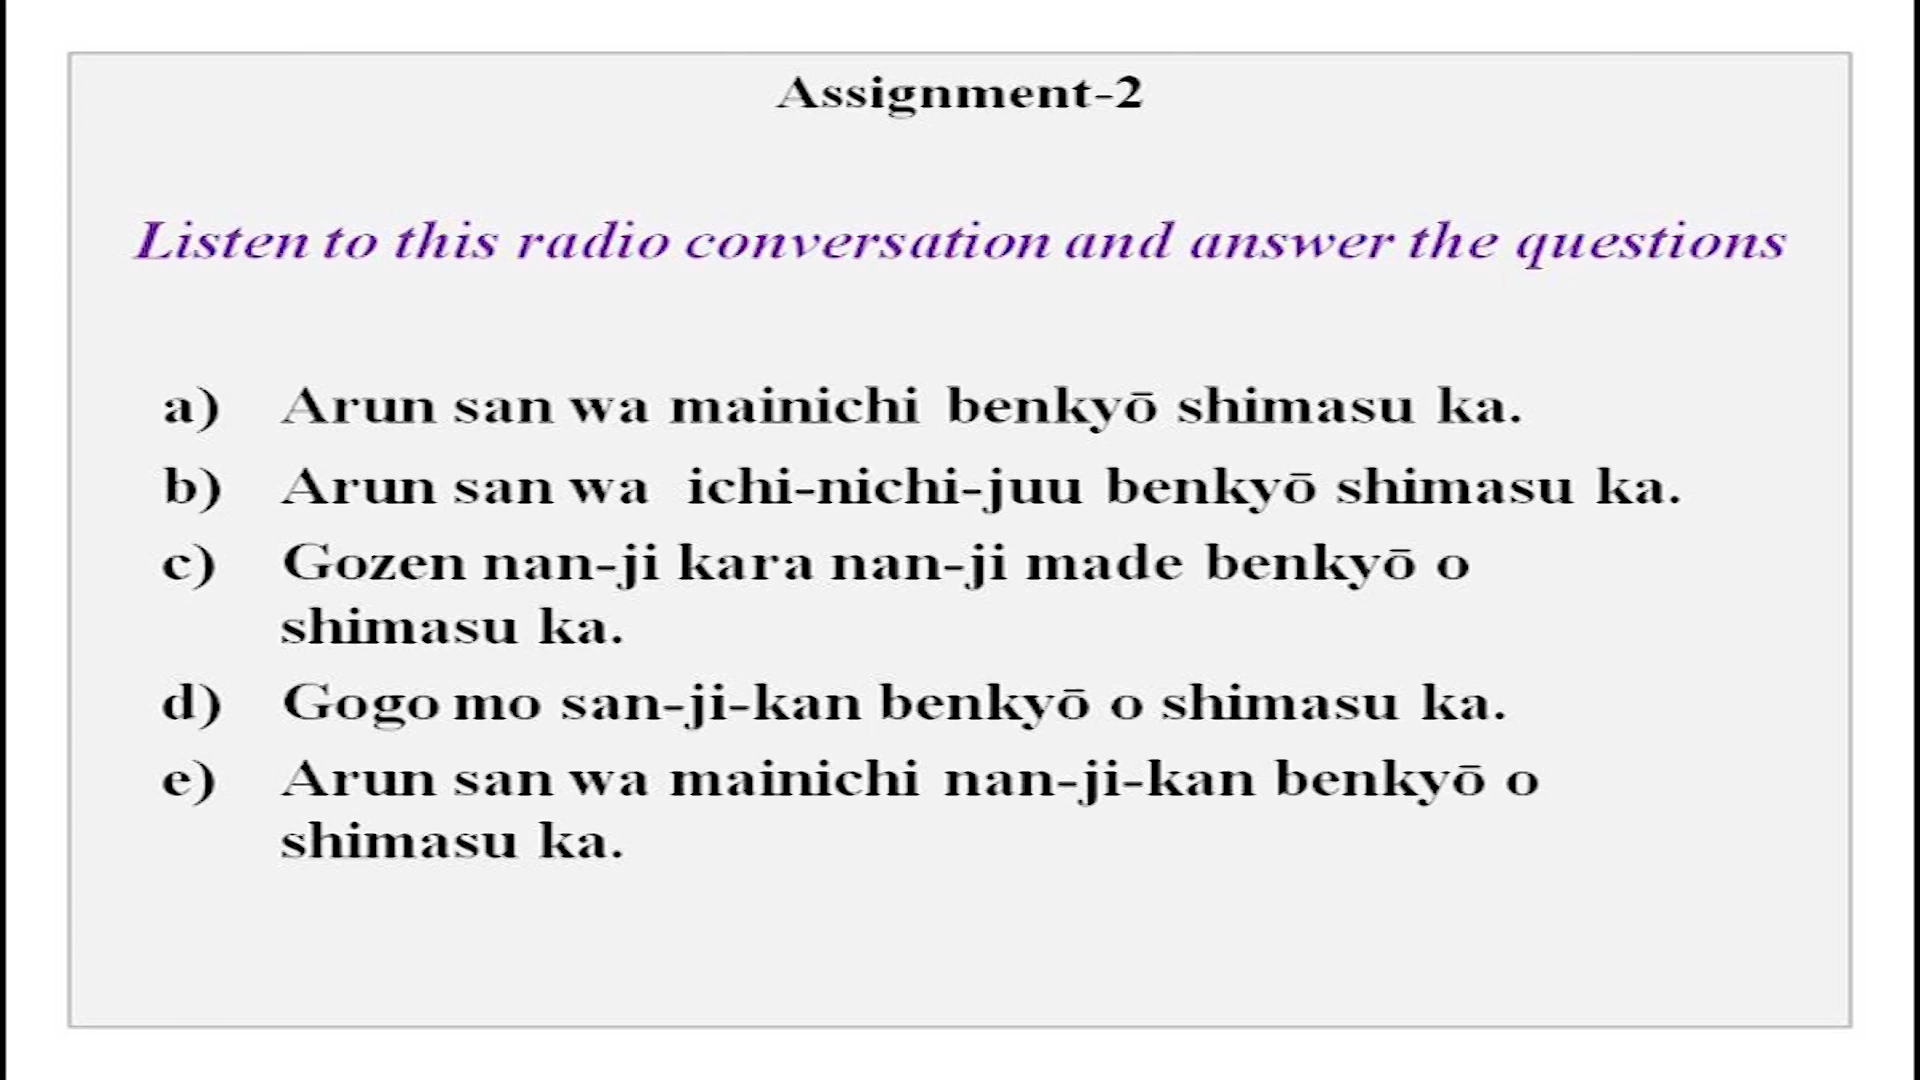 Assignment-2
Listen to this radio conversation and answer the questions
a) Arun san wa mainichi benkyō shimasu ka.
b) Arun san wa ichi-nichi-juu benkyō shimasu ka.
c) Gozen nan-ji kara nan-ji made benkyō o
shimasu ka.
d) Gogo mo san-ji-kan benkyō o shimasu ka.
e) Arun san wa mainichi nan-ji-kan benkyō o
shimasu ka.